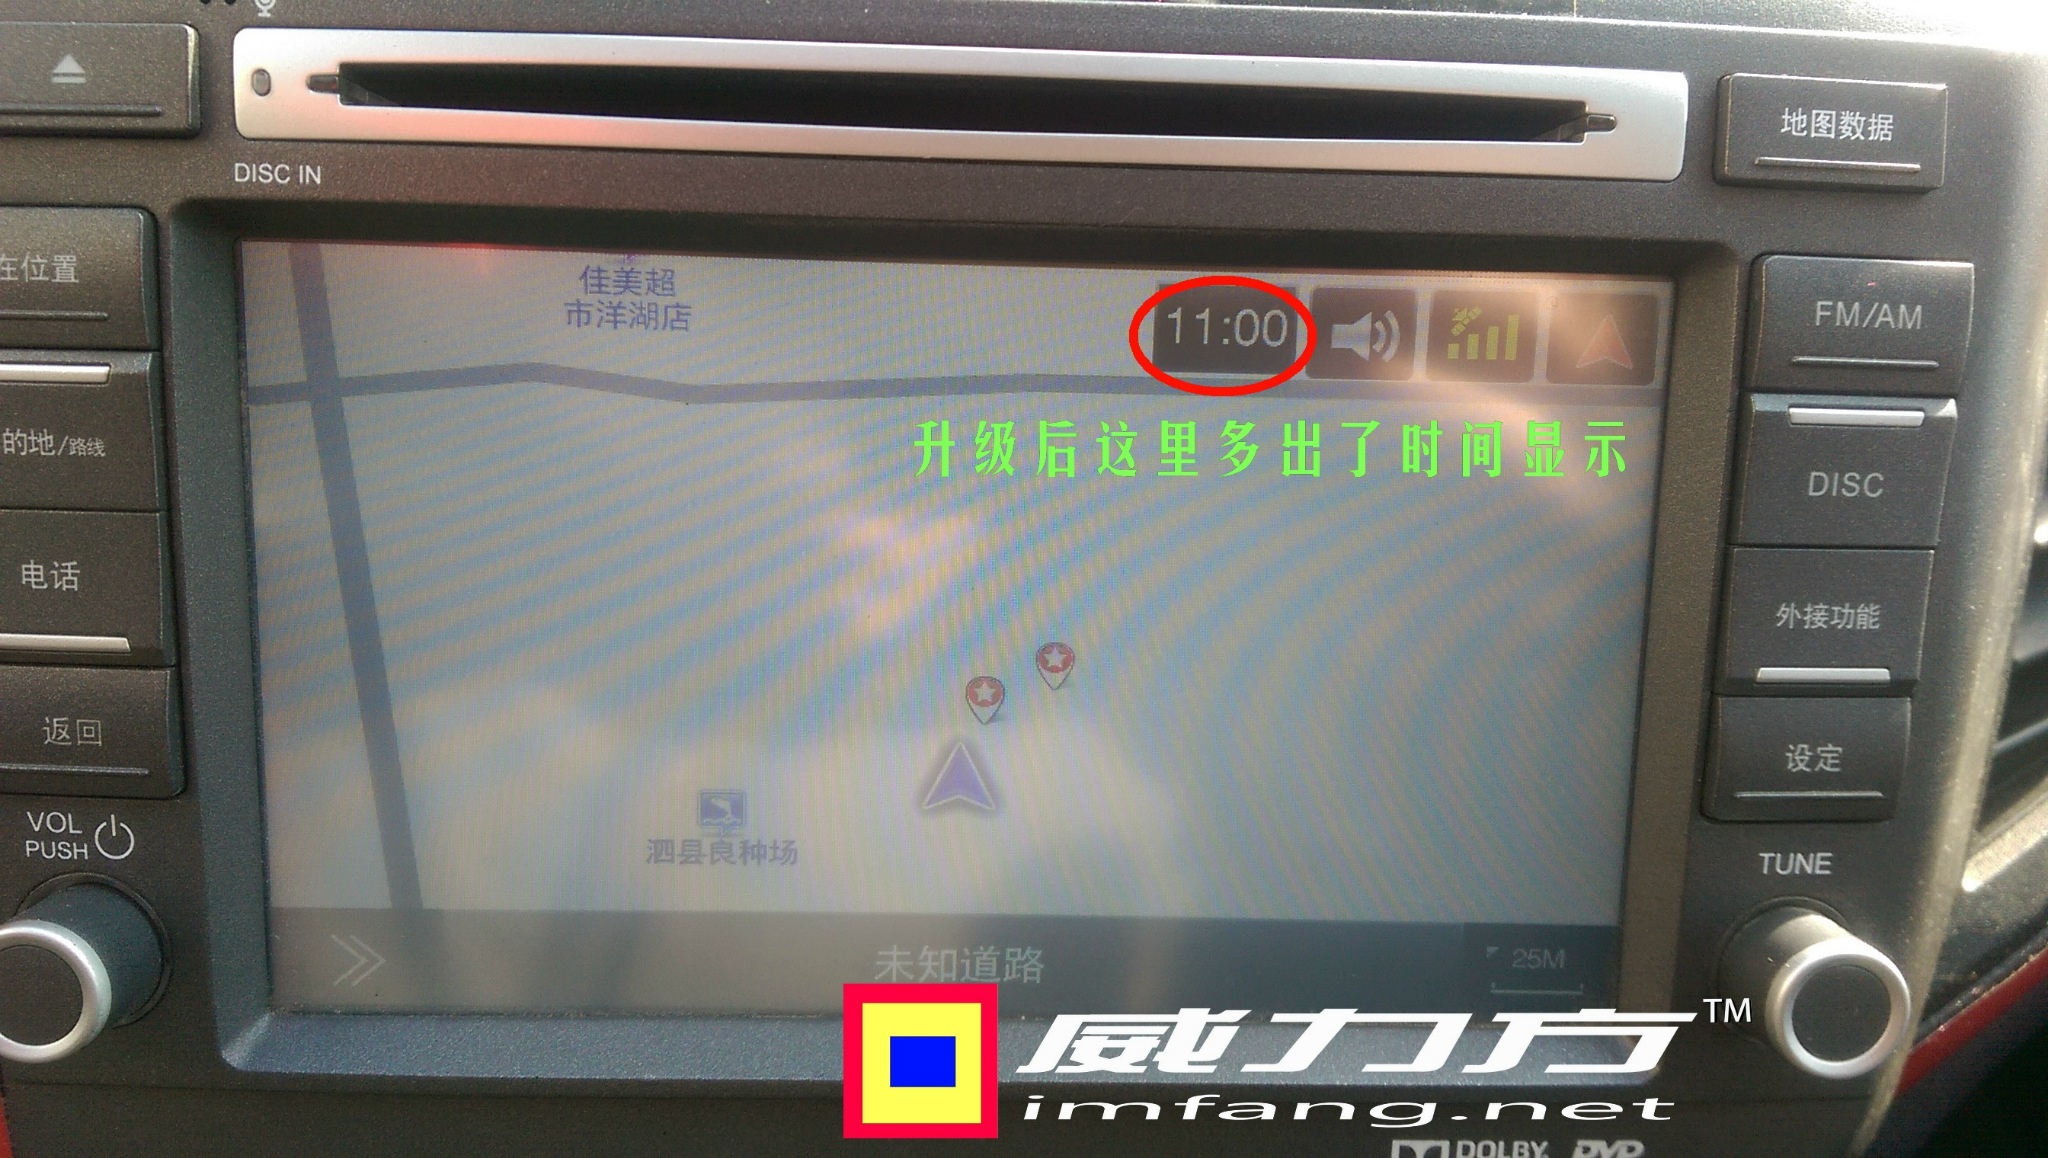 地图数据
DISC IN
在位置
佳美超
市洋湖店
11:00
FM/AM
升级后这里多出了时间显示
的地/路线
DISC
电话
外接功能
返回
设定
泗县良种场
VOL
PUSH
TUNE
未知道路
25M
威力方™
imfang.net
DOLBY. DVD